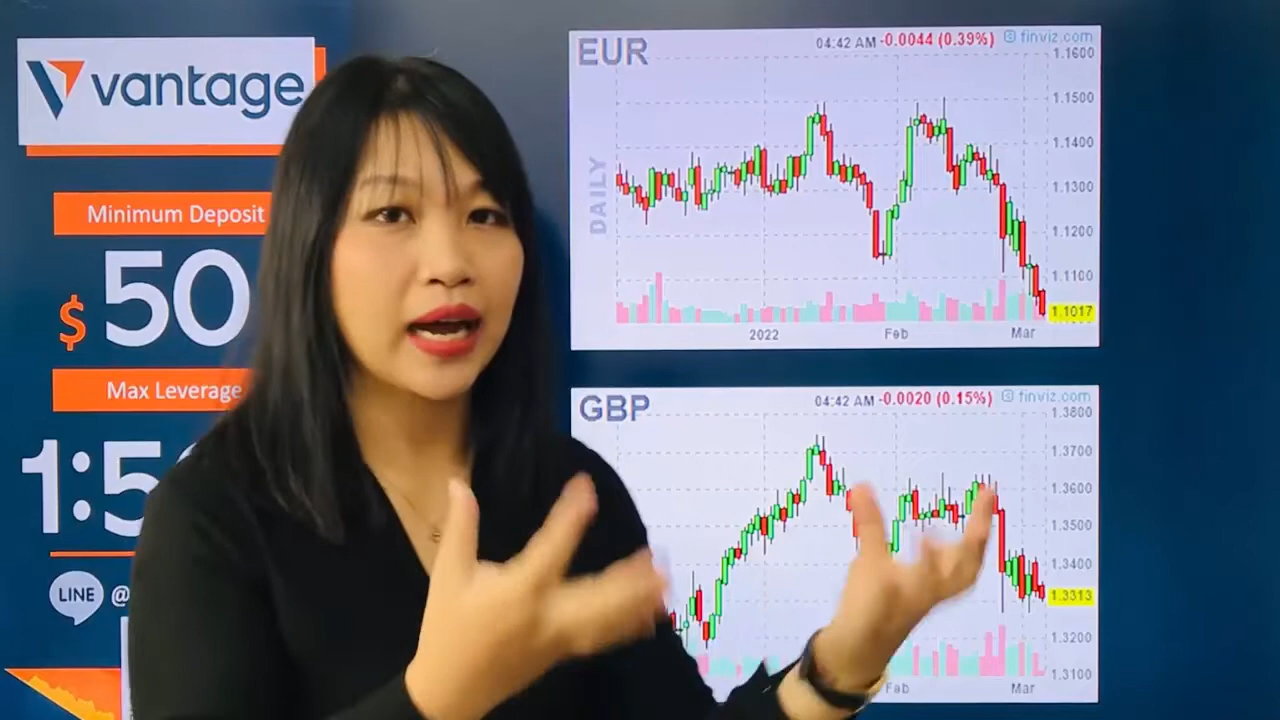 vantage
Minimum Deposit
$ 50
Max Leverage
1:5
LINE @
EUR
04:42 AM -0.0044 (0.39%) finviz.com
DAILY
1.1600
1.1500
1.1400
1.1300
1.1200
1.1100
1.1017
2022 Feb Mar
GBP
04:42 AM -0.0020 (0.15%) finviz.com
1.3800
1.3700
1.3600
1.3500
1.3400
1.3313
1.3200
1.3100
Feb Mar